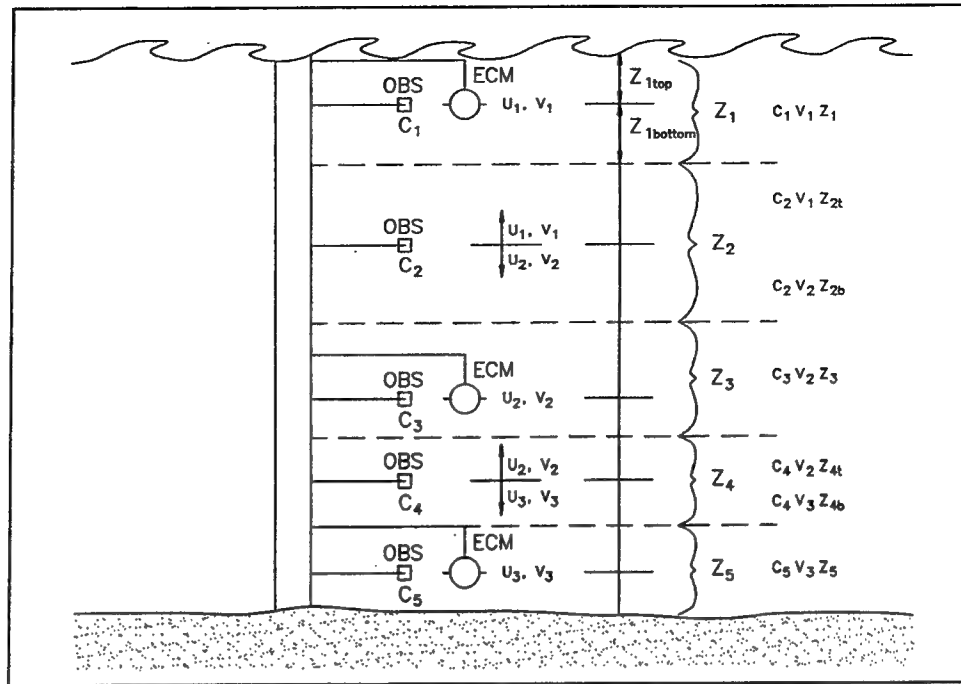 ECM
OBS
C₁
U₁, V₁
Z₁top
Z₁bottom
Z₁
C₁ V₁ Z₁
OBS
C₂
U₁, V₁
U₂, V₂
Z₂
C₂ V₁ Z₂t
C₂ V₂ Z₂b
ECM
OBS
C₃
U₂, V₂
Z₃
C₃ V₂ Z₃
OBS
C₄
U₂, V₂
U₃, V₃
Z₄
C₄ V₂ Z₄t
C₄ V₃ Z₄b
ECM
OBS
C₅
U₃, V₃
Z₅
C₅ V₃ Z₅